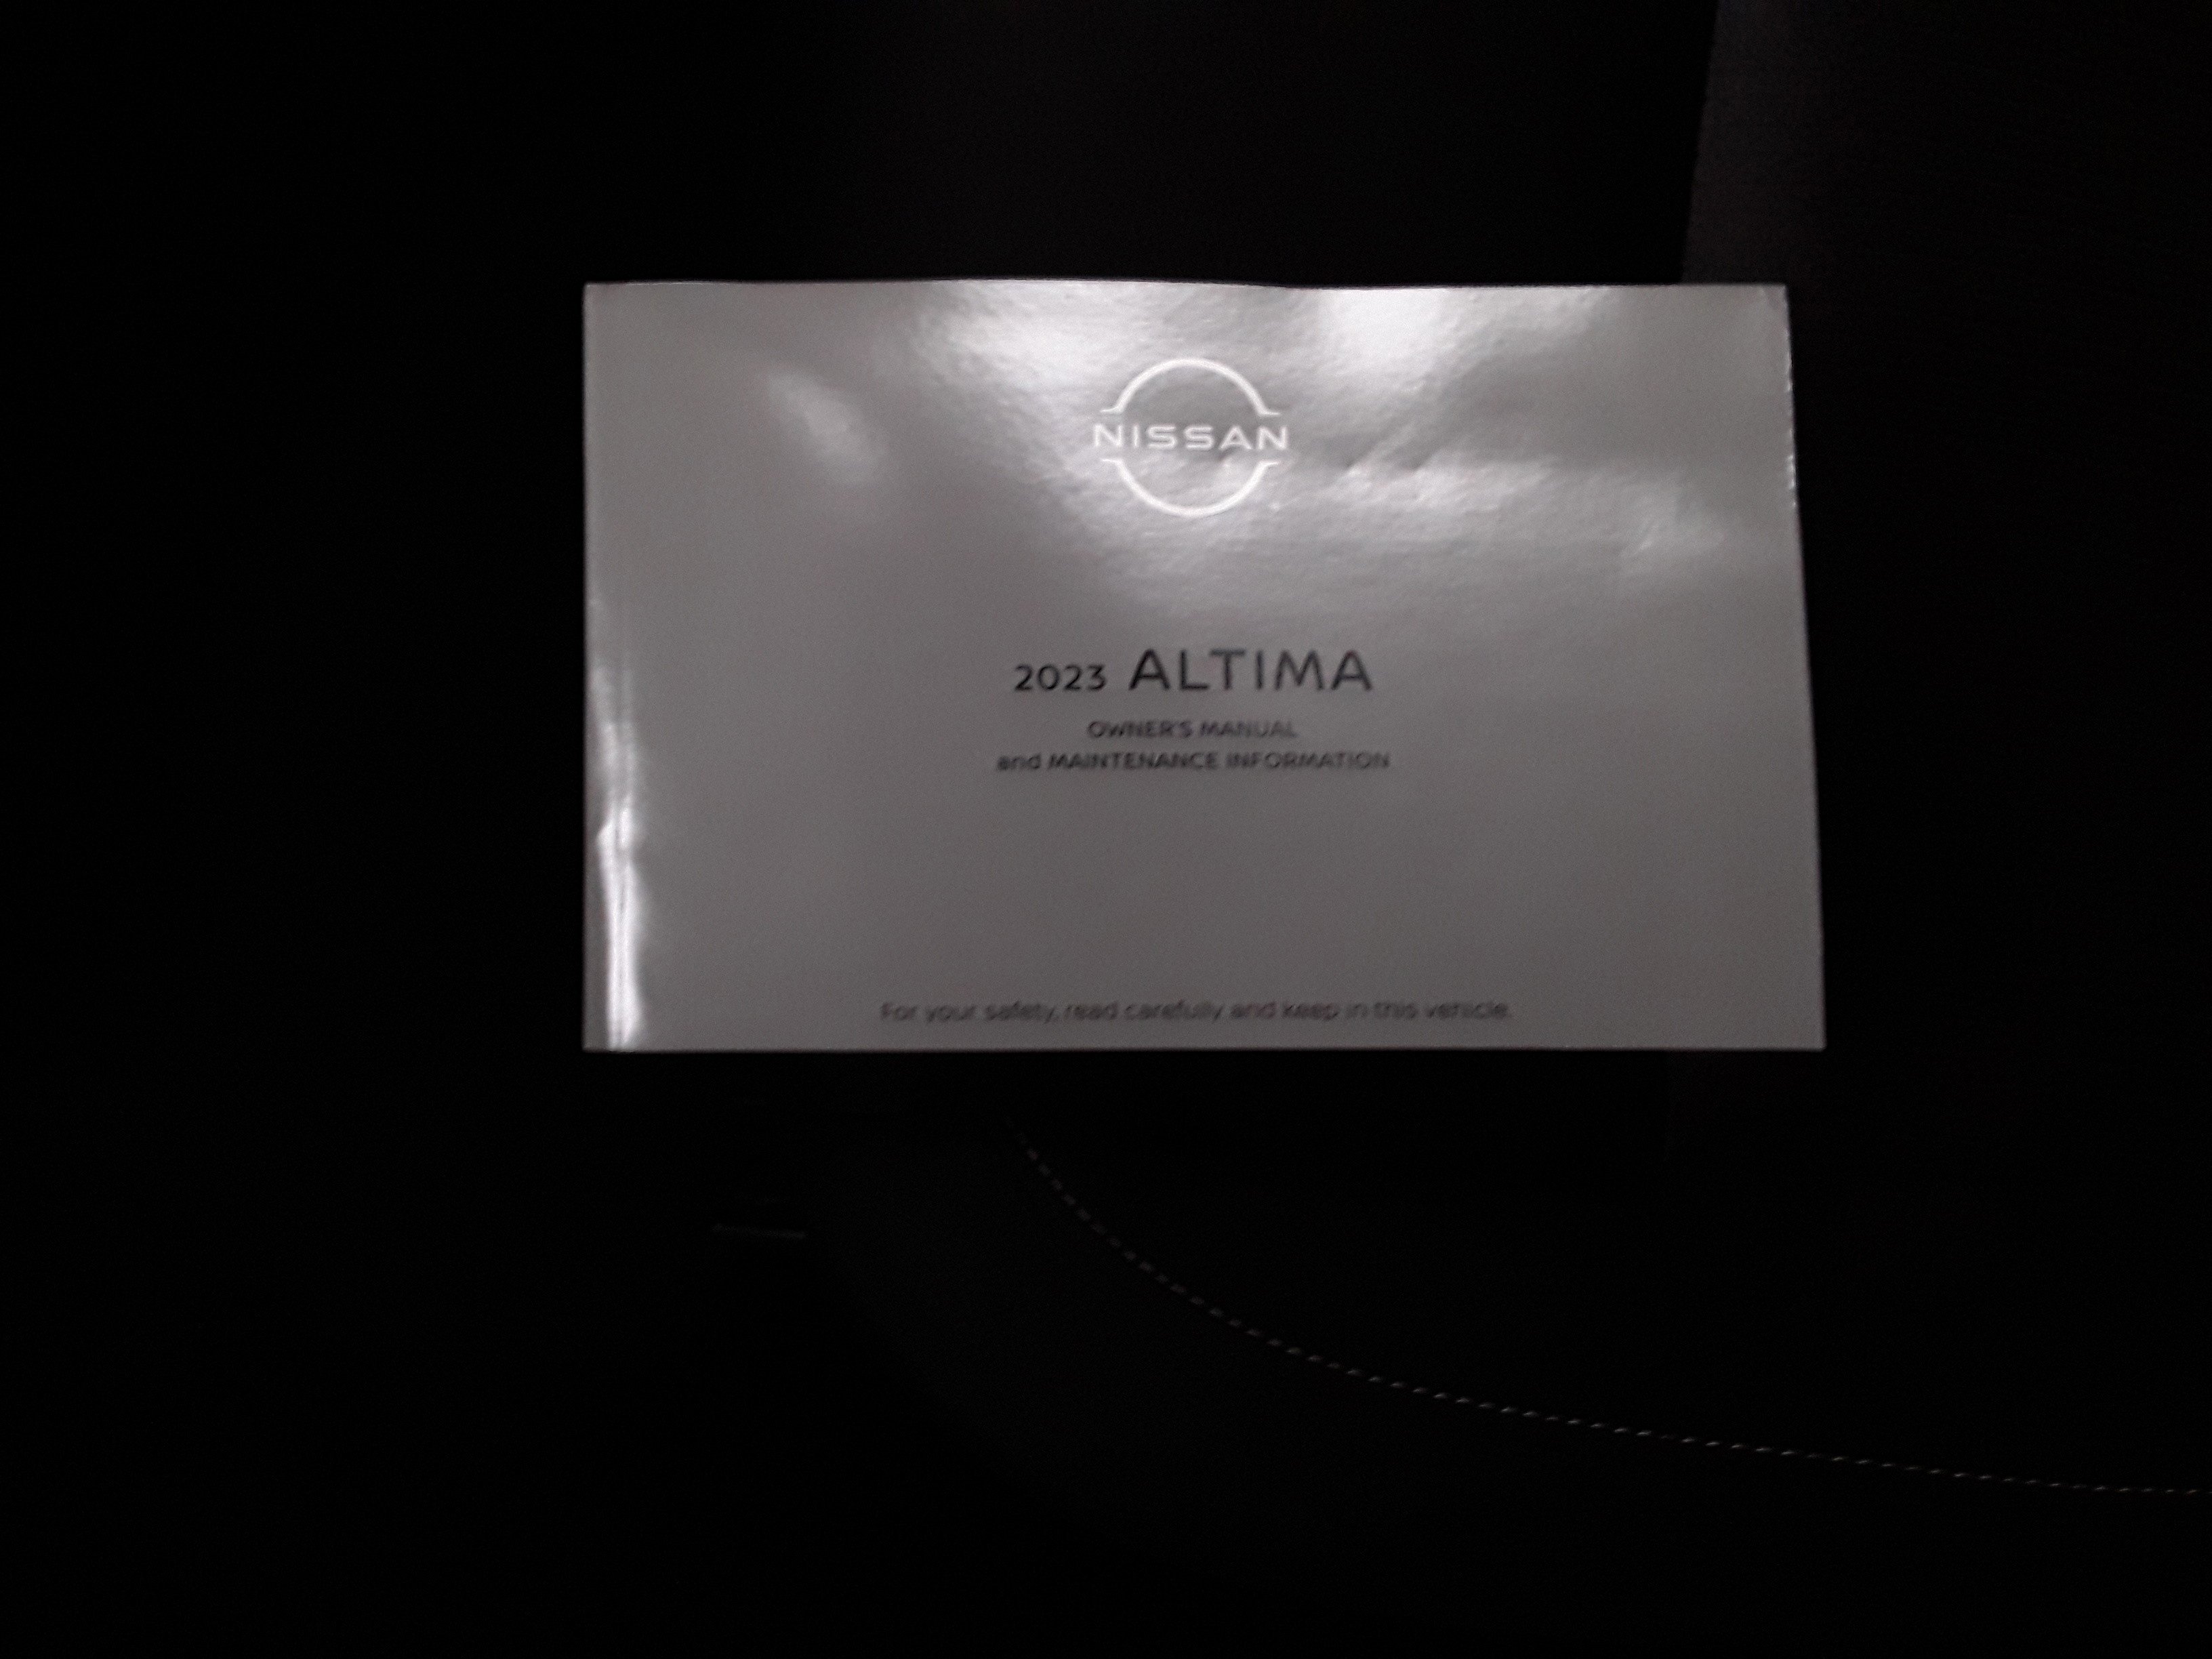 NISSAN
2023 ALTIMA
OWNER'S MANUAL
and MAINTENANCE INFORMATION
For your safety, read carefully and keep in this vehicle.